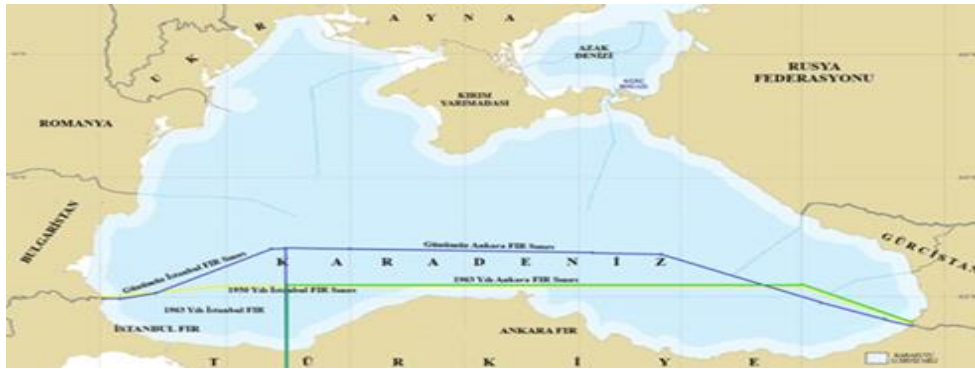 U K R A Y N A
AZAK
DENİZİ
RUSYA
FEDERASYONU
KIRIM
YARIMADASI
ROMANYA
BULGARİSTAN
GÜRCİSTAN
Günümüz İstanbul FIR Sınırı
Günümüz Ankara FIR Sınırı
K A R A D E N İ Z
1963 Yılı Ankara FIR Sınırı
1950 Yılı İstanbul FIR Sınırı
1963 Yılı İstanbul FIR
İSTANBUL FIR
ANKARA FIR
T Ü R K İ Y E